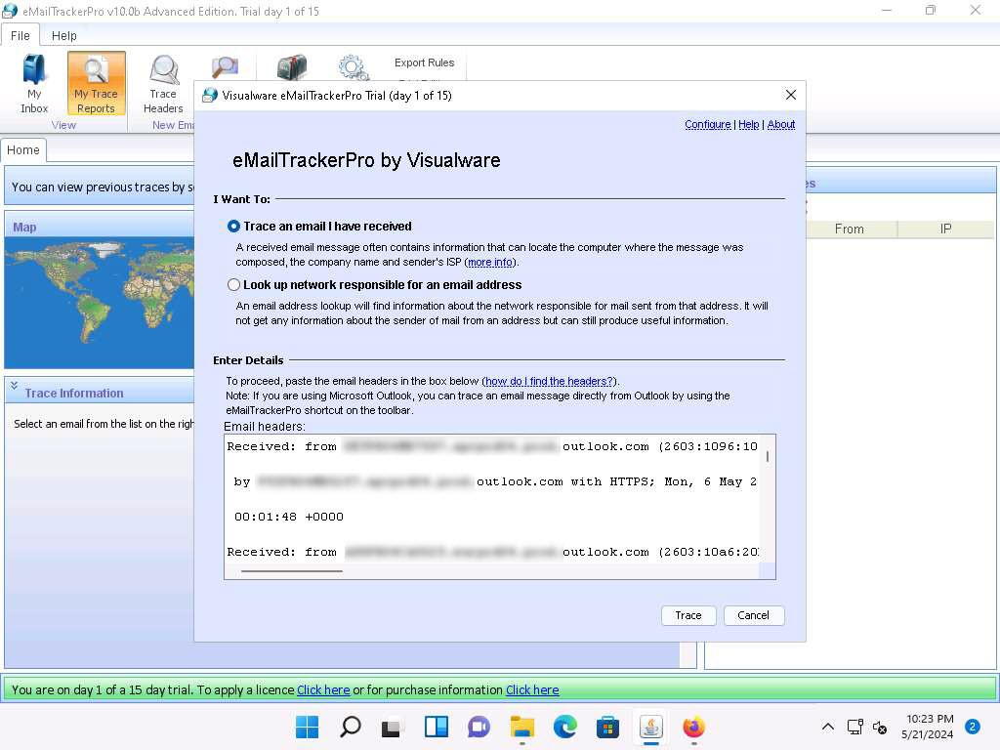 eMailTrackerPro v10.0b Advanced Edition. Trial day 1 of 15
File Help
My Inbox
My Trace Reports
Trace Headers
Export Rules
View
New Ema
Home
You can view previous traces by s
Map
Trace Information
Select an email from the list on the righ
From IP
Visualware eMailTrackerPro Trial (day 1 of 15)
Configure | Help | About
eMailTrackerPro by Visualware
I Want To:
Trace an email I have received
A received email message often contains information that can locate the computer where the message was
composed, the company name and sender's ISP (more info).
Look up network responsible for an email address
An email address lookup will find information about the network responsible for mail sent from that address. It will
not get any information about the sender of mail from an address but can still produce useful information.
Enter Details
To proceed, paste the email headers in the box below (how do I find the headers?).
Note: If you are using Microsoft Outlook, you can trace an email message directly from Outlook by using the
eMailTrackerPro shortcut on the toolbar.
Email headers:
Received: from outlook.com (2603:1096:10
by outlook.com with HTTPS; Mon, 6 May 2
00:01:48 +0000
Received: from outlook.com (2603:10a6:20
Trace Cancel
You are on day 1 of a 15 day trial. To apply a licence Click here or for purchase information Click here
10:23 PM
5/21/2024
2